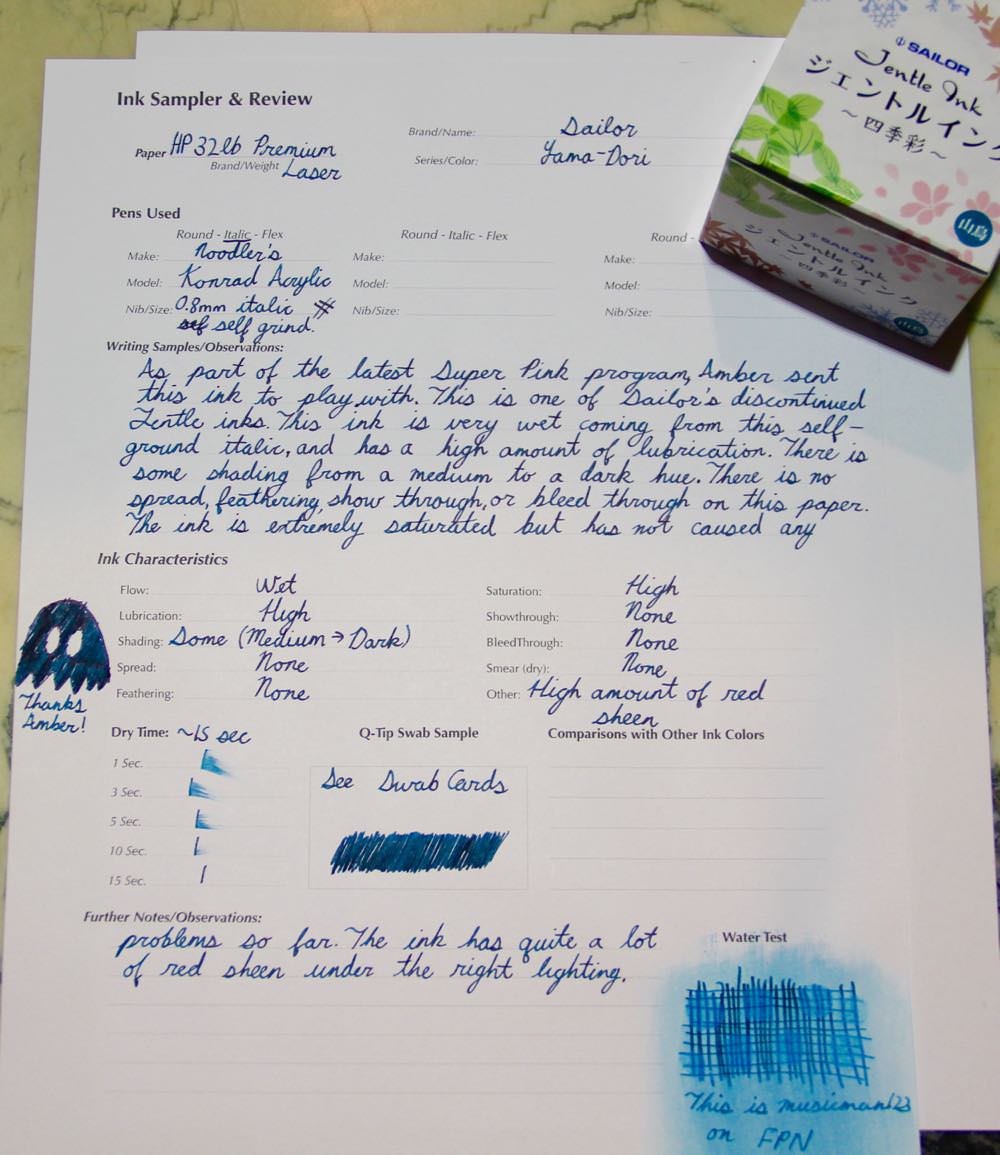 Ink Sampler & Review
Paper HP 32lb Premium
Brand/Weight Laser
Brand/Name: Sailor
Series/Color: Yama-Dori
SAILOR
Jentle Ink
ジェントルインク
～四季彩～
山鳥
SAILOR
Jentle Ink
ジェントルインク
～四季彩～
山鳥
Pens Used
Round - Italic - Flex
Round - Italic - Flex
Round -
Make: Noodler's
Make:
Make:
Model: Konrad Acrylic
Model:
Model:
Nib/Size: 0.8mm italic #
self grind.
Nib/Size:
Nib/Size:
Writing Samples/Observations:
As part of the latest Super Pink program, Amber sent
this ink to play with. This is one of Sailor's discontinued
Jentle inks. This ink is very wet coming from this self-
ground italic, and has a high amount of lubrication. There is
some shading from a medium to a dark hue. There is no
spread, feathering, show through, or bleed through on this paper.
The ink is extremely saturated but has not caused any
Ink Characteristics
Flow: Wet
Saturation: High
Lubrication: High
Showthrough: None
Shading: Some (Medium → Dark)
BleedThrough: None
Spread: None
Smear (dry): None
Feathering: None
Other: High amount of red
sheen
Thanks
Amber!
Dry Time: ~15 sec
Q-Tip Swab Sample
Comparisons with Other Ink Colors
1 Sec.
3 Sec.
5 Sec.
10 Sec.
15 Sec.
See Swab Cards
Further Notes/Observations:
problems so far. The ink has quite a lot
of red sheen under the right lighting.
Water Test
This is musicman123
on FPN